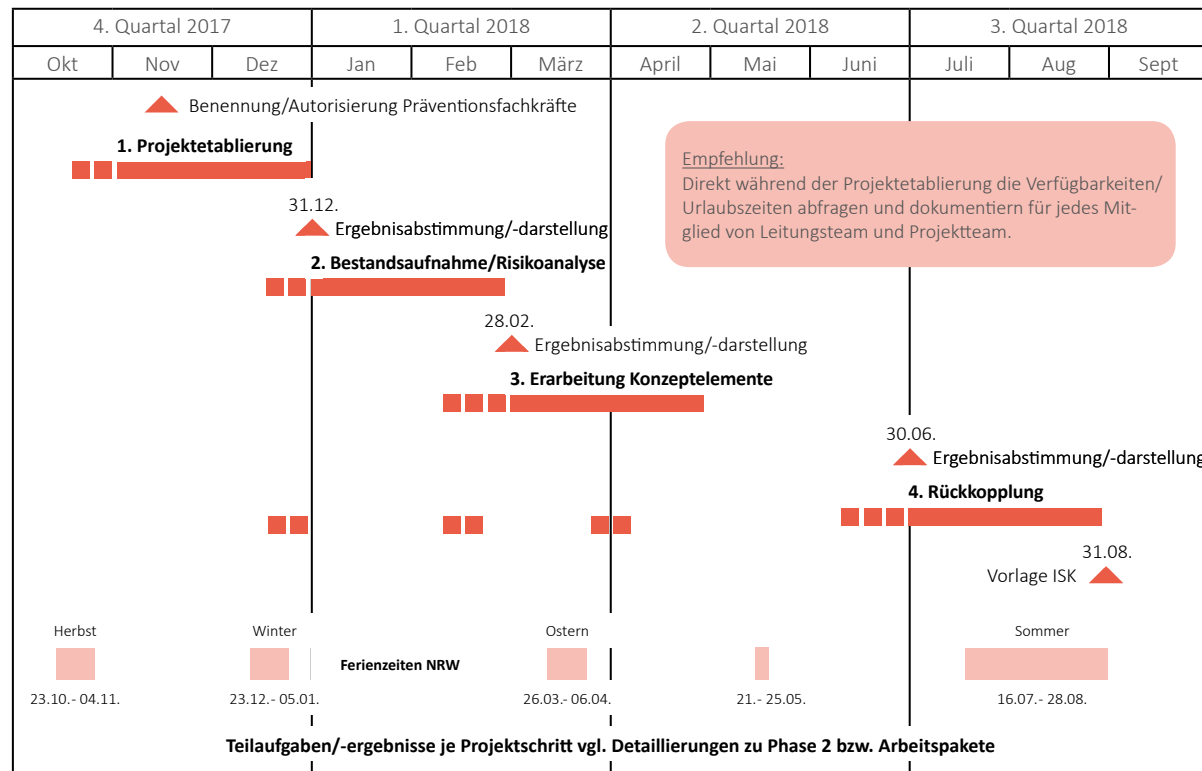 4. Quartal 2017
1. Quartal 2018
2. Quartal 2018
3. Quartal 2018
Okt
Nov
Dez
Jan
Feb
März
April
Mai
Juni
Juli
Aug
Sept
Benennung/Autorisierung Präventionsfachkräfte
1. Projektetablierung
Empfehlung:
Direkt während der Projektetablierung die Verfügbarkeiten/
Urlaubszeiten abfragen und dokumentiern für jedes Mit-
glied von Leitungsteam und Projektteam.
31.12.
Ergebnisabstimmung/-darstellung
2. Bestandsaufnahme/Risikoanalyse
28.02.
Ergebnisabstimmung/-darstellung
3. Erarbeitung Konzeptelemente
30.06.
Ergebnisabstimmung/-darstellung
4. Rückkopplung
31.08.
Vorlage ISK
Herbst
Winter
Ostern
Sommer
Ferienzeiten NRW
23.10.- 04.11.
23.12.- 05.01.
26.03.- 06.04.
21.- 25.05.
16.07.- 28.08.
Teilaufgaben/-ergebnisse je Projektschritt vgl. Detaillierungen zu Phase 2 bzw. Arbeitspakete